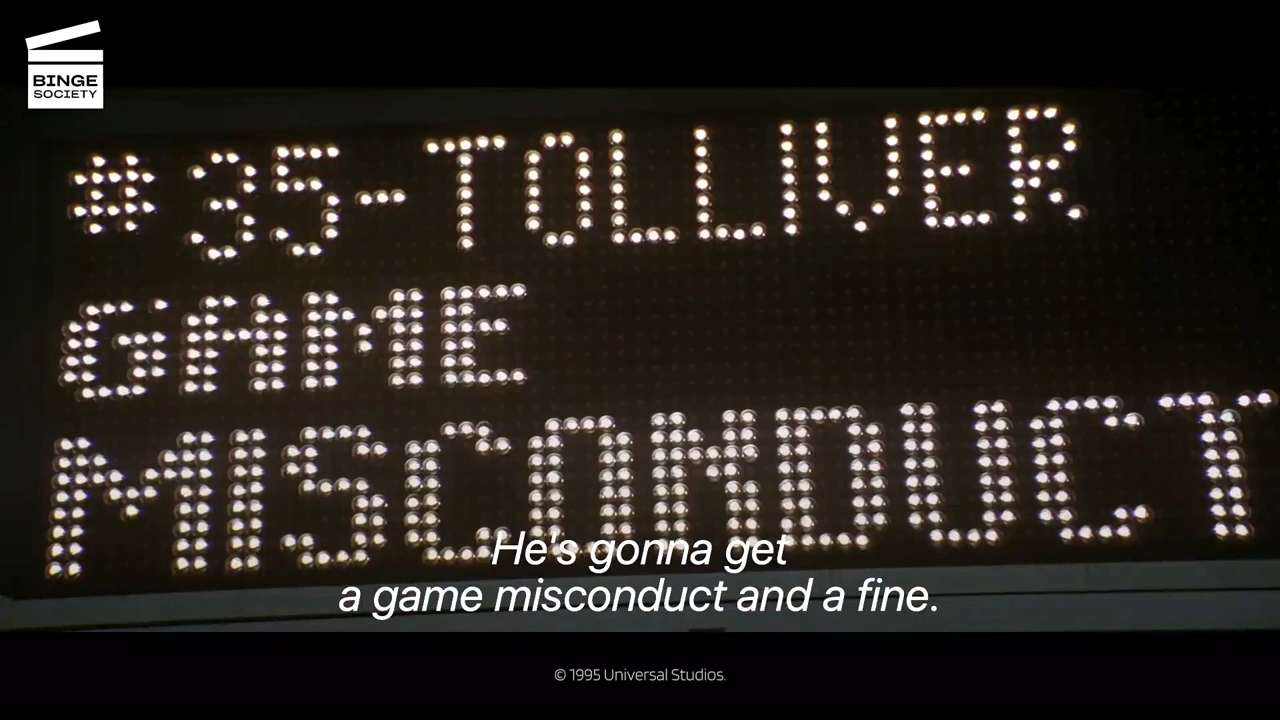 BINGE
SOCIETY
#35-TOLLIVER
GAME
MISCONDUCT
He's gonna get
a game misconduct and a fine.
© 1995 Universal Studios.